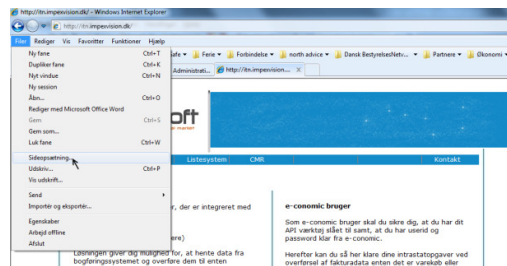 http://itn.impexvision.dk/ - Windows Internet Explorer
http://itn.impexvision.dk/
Filer Rediger Vis Favoritter Funktioner Hjælp
Ny fane Ctrl+T
Dupliker fane Ctrl+K
Nyt vindue Ctrl+N
Ny session
Åbn... Ctrl+O
Rediger med Microsoft Office Word
Gem Ctrl+S
Gem som...
Luk fane Ctrl+W
Sideopsætning...
Udskriv... Ctrl+P
Vis udskrift...
Send
Importér og eksportér...
Egenskaber
Arbejd offline
Afslut
Ferie Forbindelse north advice Dansk BestyrelsesNetv... Partnere Økonomi
Administrati... http://itn.impexvision....
oft
Listesystem CMR Kontakt
r, der er integreret med
ere)
Løsningen giver dig mulighed for, at hente data fra
bogføringssystemet og overføre dem til enten
e-conomic bruger
Som e-conomic bruger skal du sikre dig, at du har dit
API værktøj slået til samt, at du har userid og
password klar fra e-conomic.
Herefter kan du så her klare dine intrastatopgaver ved
overførsel af fakturadata enten det er varekøb eller